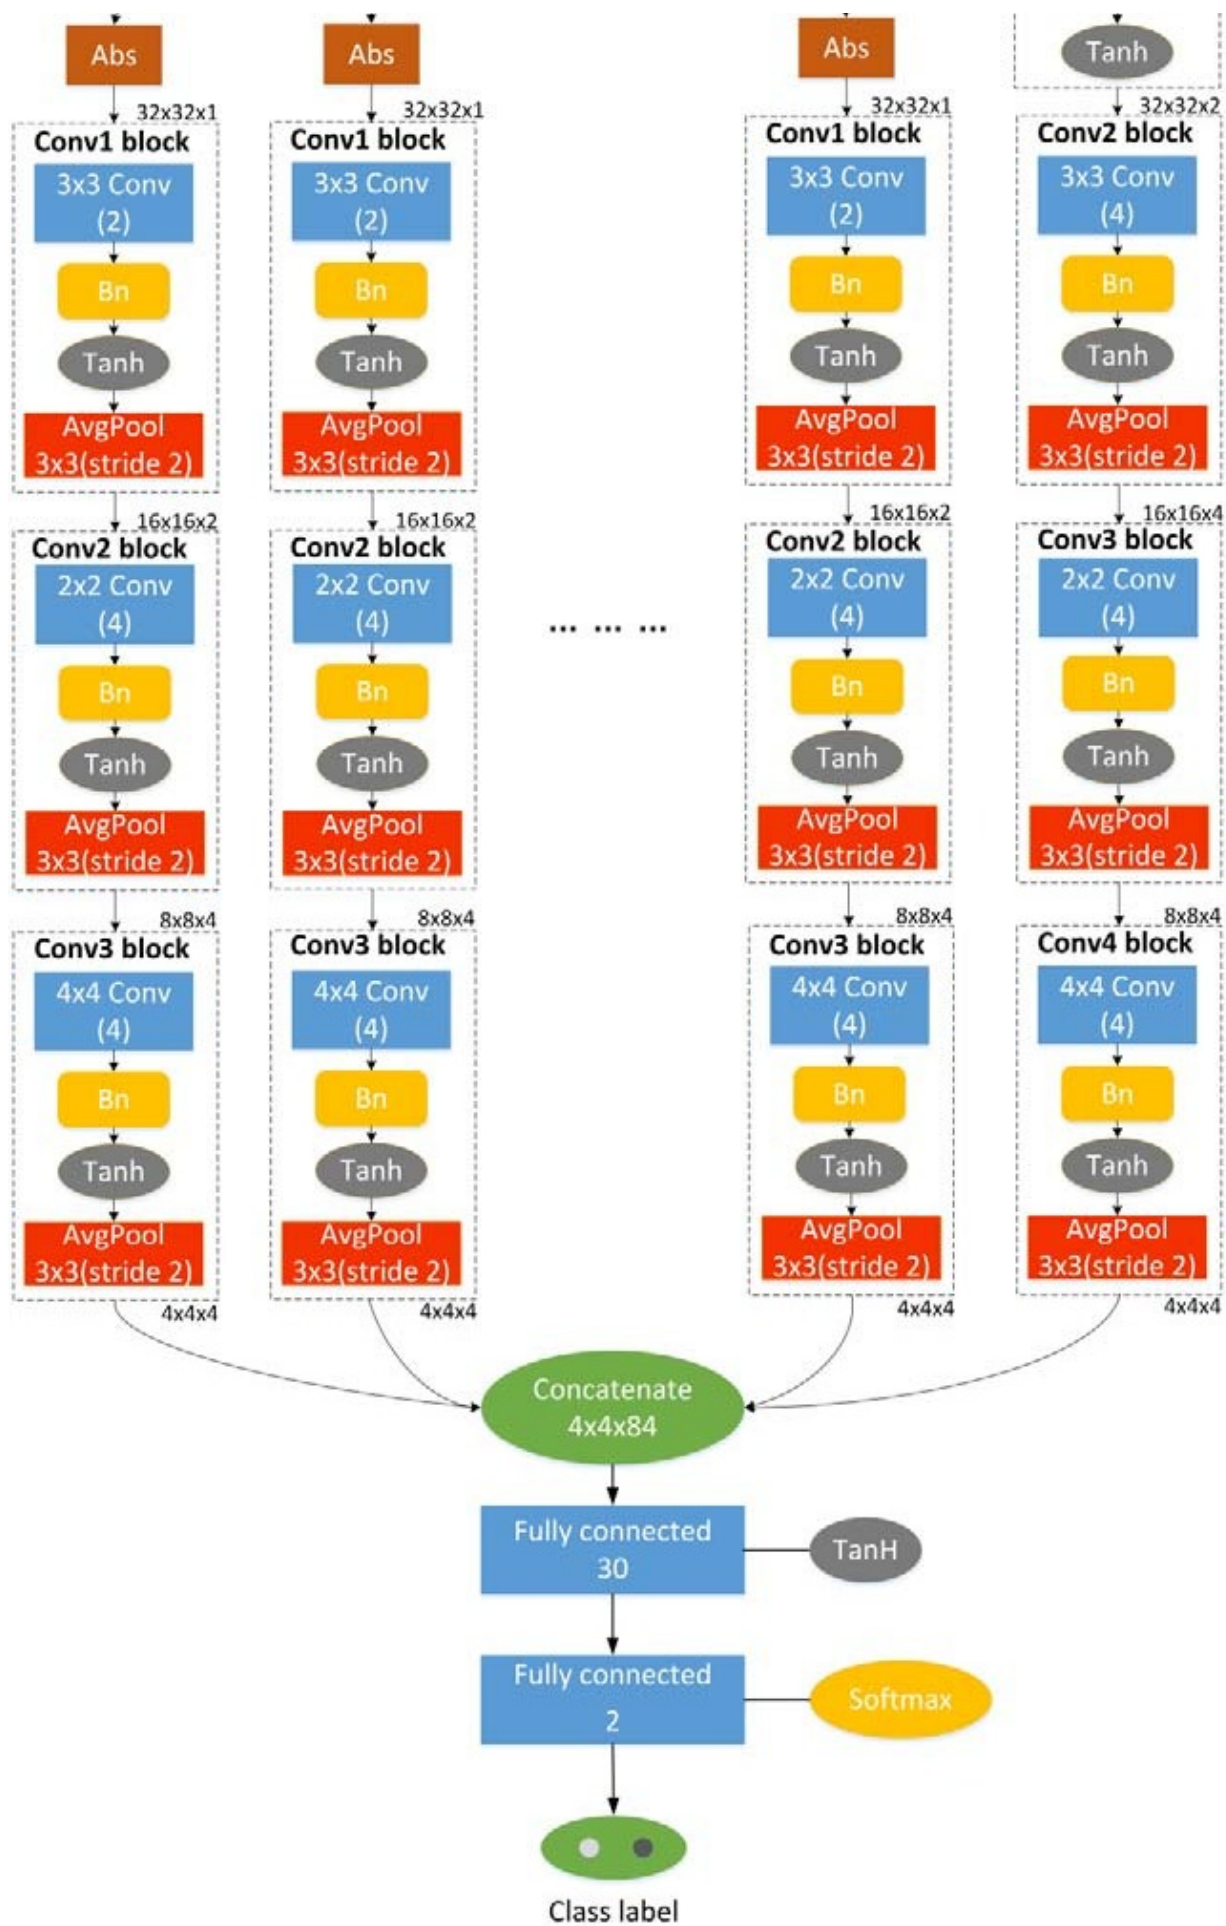 Abs
32x32x1
Conv1 block
3x3 Conv
(2)
Bn
Tanh
AvgPool
3x3(stride 2)
16x16x2
Conv2 block
2x2 Conv
(4)
Bn
Tanh
AvgPool
3x3(stride 2)
8x8x4
Conv3 block
4x4 Conv
(4)
Bn
Tanh
AvgPool
3x3(stride 2)
4x4x4
Abs
32x32x1
Conv1 block
3x3 Conv
(2)
Bn
Tanh
AvgPool
3x3(stride 2)
16x16x2
Conv2 block
2x2 Conv
(4)
Bn
Tanh
AvgPool
3x3(stride 2)
8x8x4
Conv3 block
4x4 Conv
(4)
Bn
Tanh
AvgPool
3x3(stride 2)
4x4x4
... ... ...
Abs
32x32x1
Conv1 block
3x3 Conv
(2)
Bn
Tanh
AvgPool
3x3(stride 2)
16x16x2
Conv2 block
2x2 Conv
(4)
Bn
Tanh
AvgPool
3x3(stride 2)
8x8x4
Conv3 block
4x4 Conv
(4)
Bn
Tanh
AvgPool
3x3(stride 2)
4x4x4
Tanh
32x32x2
Conv2 block
3x3 Conv
(4)
Bn
Tanh
AvgPool
3x3(stride 2)
16x16x4
Conv3 block
2x2 Conv
(4)
Bn
Tanh
AvgPool
3x3(stride 2)
8x8x4
Conv4 block
4x4 Conv
(4)
Bn
Tanh
AvgPool
3x3(stride 2)
4x4x4
Concatenate
4x4x84
Fully connected
30
TanH
Fully connected
2
Softmax
Class label